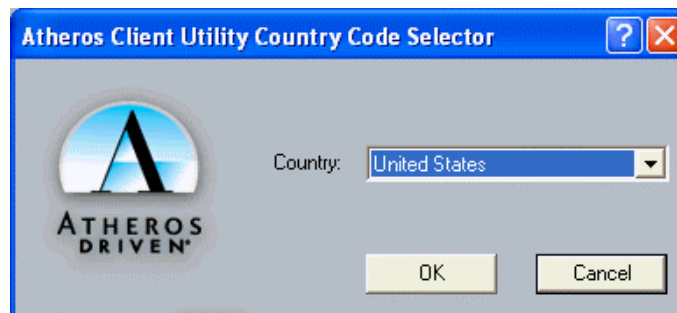 Atheros Client Utility Country Code Selector
Country:
United States
ATHEROS
DRIVEN®
OK
Cancel